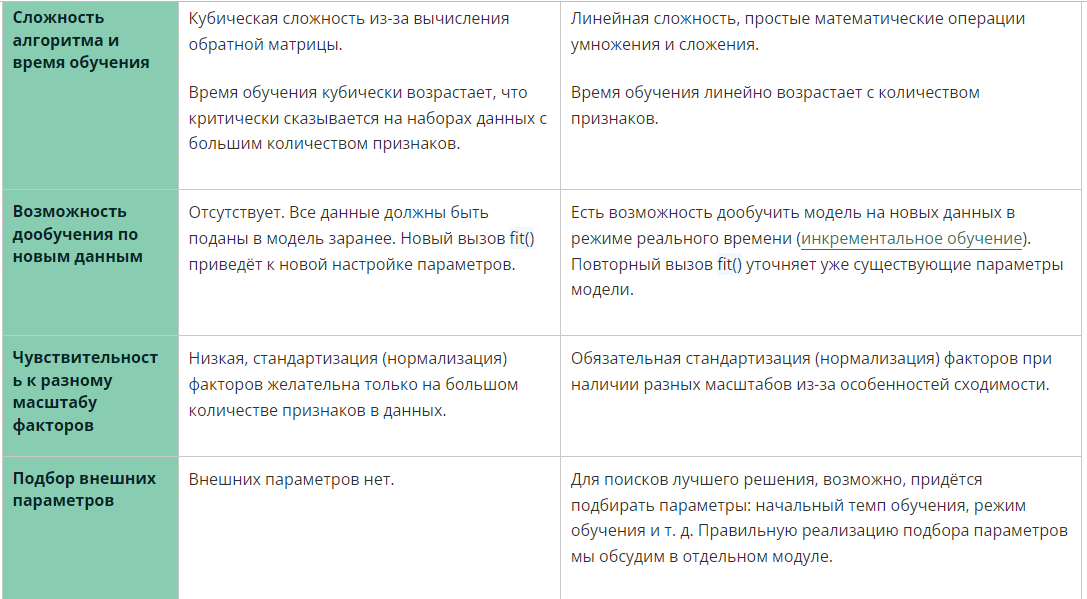 Сложность
алгоритма и
время обучения
Кубическая сложность из-за вычисления
обратной матрицы.
Время обучения кубически возрастает, что
критически сказывается на наборах данных с
большим количеством признаков.
Линейная сложность, простые математические операции
умножения и сложения.
Время обучения линейно возрастает с количеством
признаков.
Возможность
дообучения по
новым данным
Отсутствует. Все данные должны быть
поданы в модель заранее. Новый вызов fit()
приведёт к новой настройке параметров.
Есть возможность дообучить модель на новых данных в
режиме реального времени (инкрементальное обучение).
Повторный вызов fit() уточняет уже существующие параметры
модели.
Чувствительност
ь к разному
масштабу
факторов
Низкая, стандартизация (нормализация)
факторов желательна только на большом
количестве признаков в данных.
Обязательная стандартизация (нормализация) факторов при
наличии разных масштабов из-за особенностей сходимости.
Подбор внешних
параметров
Внешних параметров нет.
Для поисков лучшего решения, возможно, придётся
подбирать параметры: начальный темп обучения, режим
обучения и т. д. Правильную реализацию подбора параметров
мы обсудим в отдельном модуле.